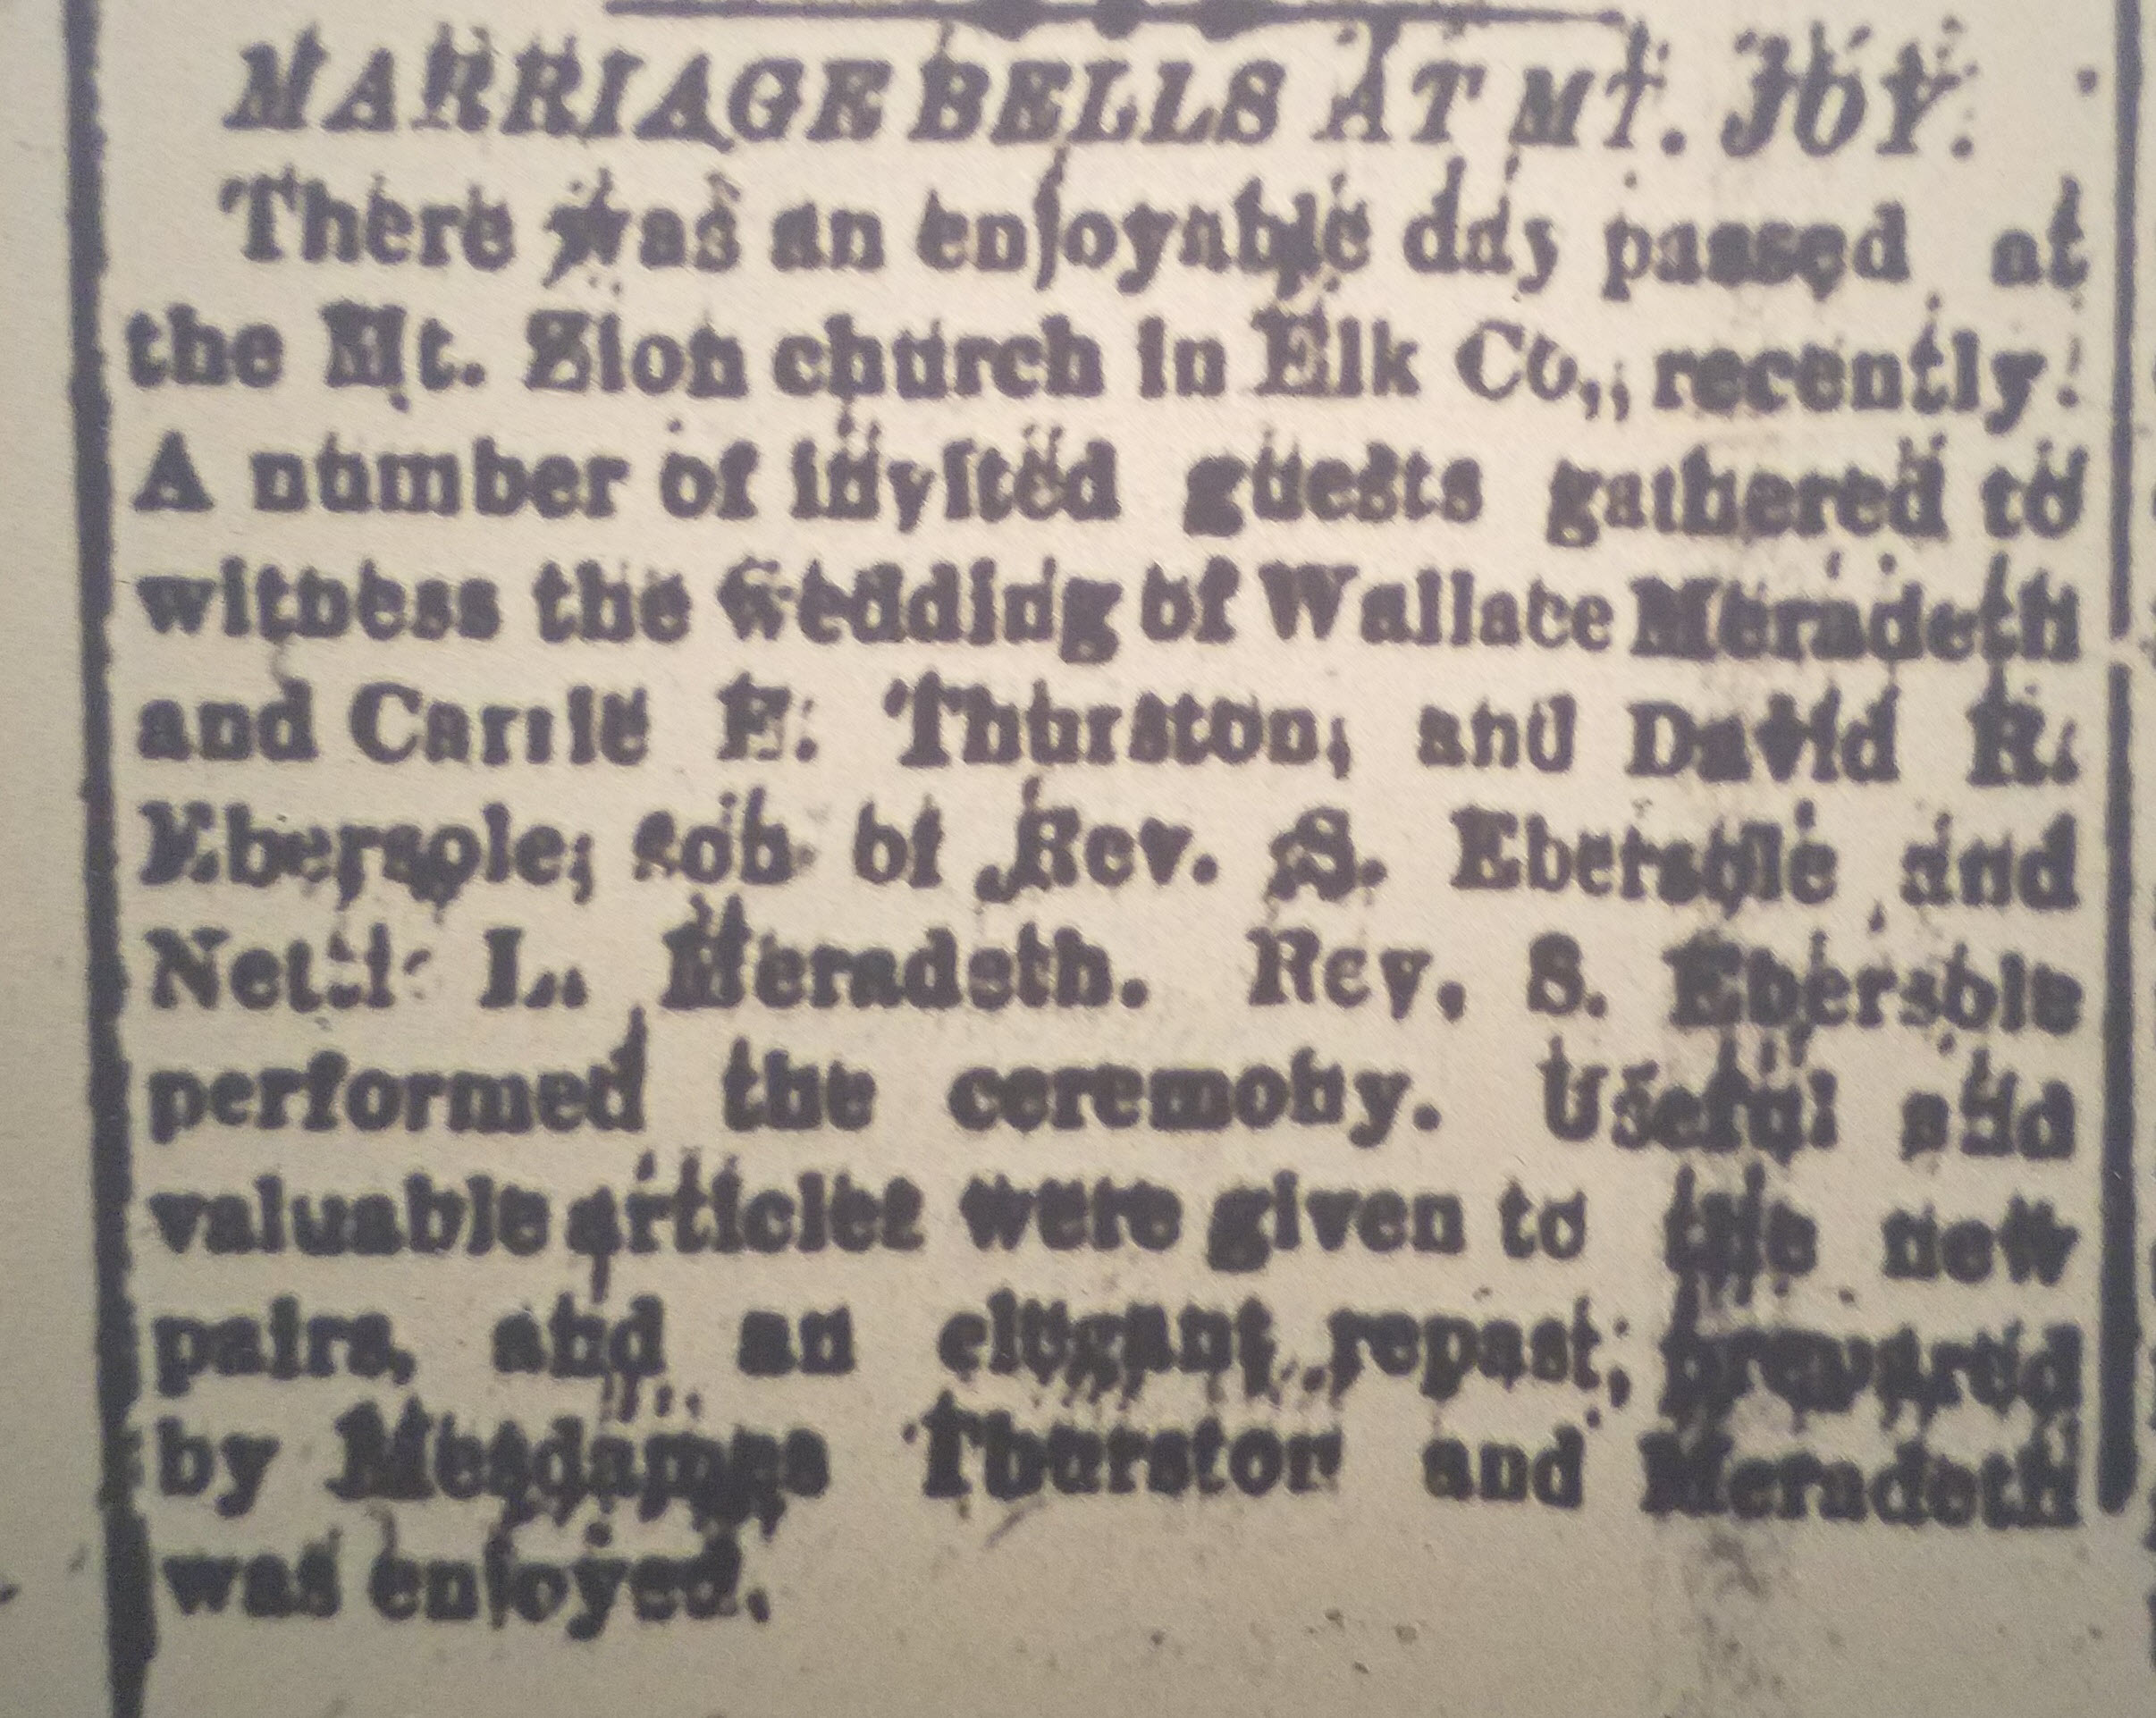 MARRIAGE BELLS AT MT. JOY.
There was an enjoyable day passed at
the Mt. Zion church in Elk Co., recently.
A number of invited guests gathered to
witness the wedding of Wallace Meradeth
and Carrie E. Thurston, and David R.
Ebersole, son of Rev. S. Ebersole and
Nettie L. Meradeth. Rev. S. Ebersole
performed the ceremony. Useful and
valuable articles were given to the new
pairs, and an elegant repast, prepared
by Mesdames Thurston and Meradeth
was enjoyed.